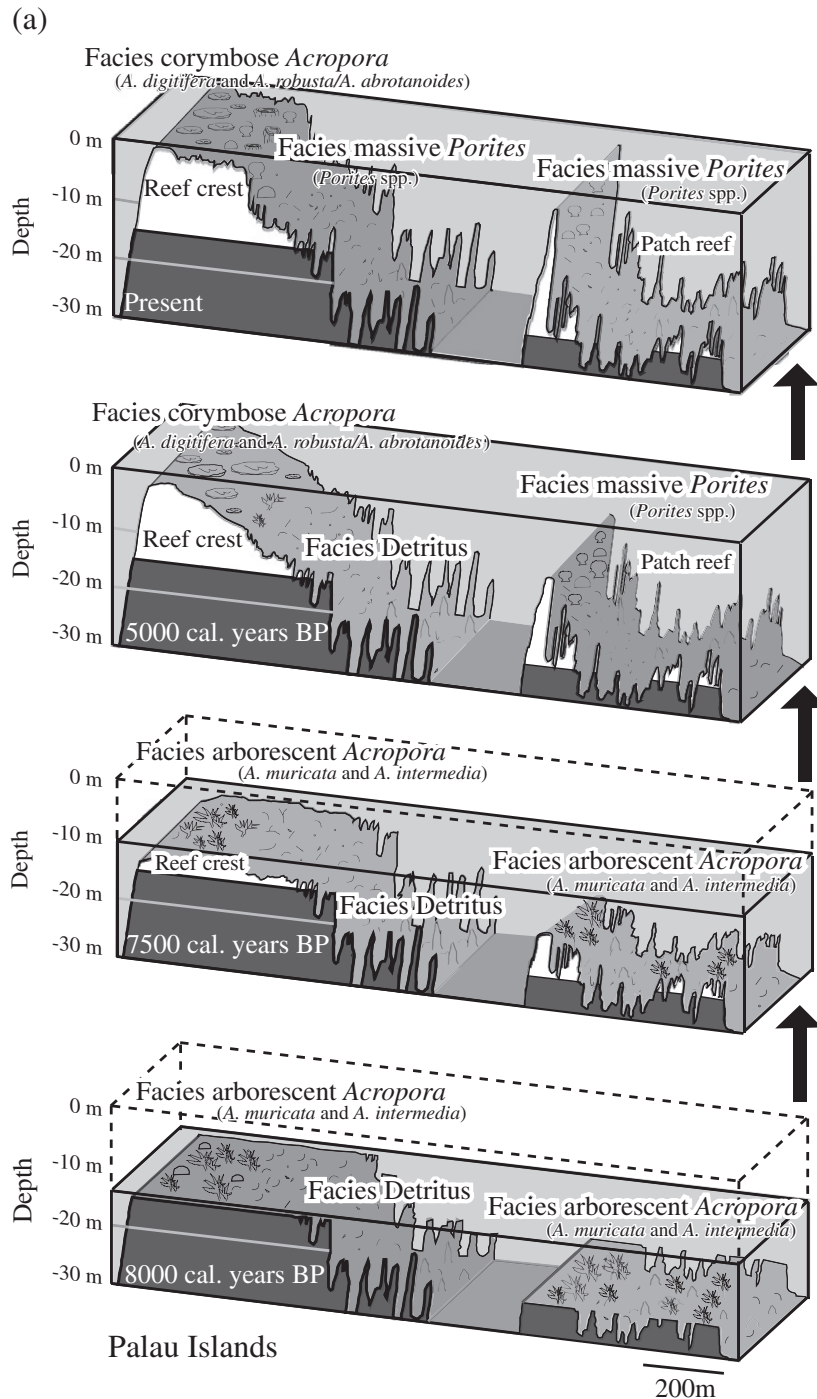 (a)
Facies corymbose Acropora
(A. digitifera and A. robusta/A. abrotanoides)
0 m
Facies massive Porites
(Porites spp.)
Facies massive Porites
(Porites spp.)
-10 m
Reef crest
Depth
Patch reef
-20 m
-30 m
Present
Facies corymbose Acropora
(A. digitifera and A. robusta/A. abrotanoides)
0 m
Facies massive Porites
(Porites spp.)
-10 m
Depth
Reef crest
Facies Detritus
Patch reef
-20 m
-30 m
5000 cal. years BP
Facies arborescent Acropora
(A. muricata and A. intermedia)
0 m
-10 m
Depth
Reef crest
Facies arborescent Acropora
(A. muricata and A. intermedia)
-20 m
Facies Detritus
-30 m
7500 cal. years BP
Facies arborescent Acropora
(A. muricata and A. intermedia)
0 m
-10 m
Depth
Facies Detritus
Facies arborescent Acropora
(A. muricata and A. intermedia)
-20 m
-30 m
8000 cal. years BP
Palau Islands
200m